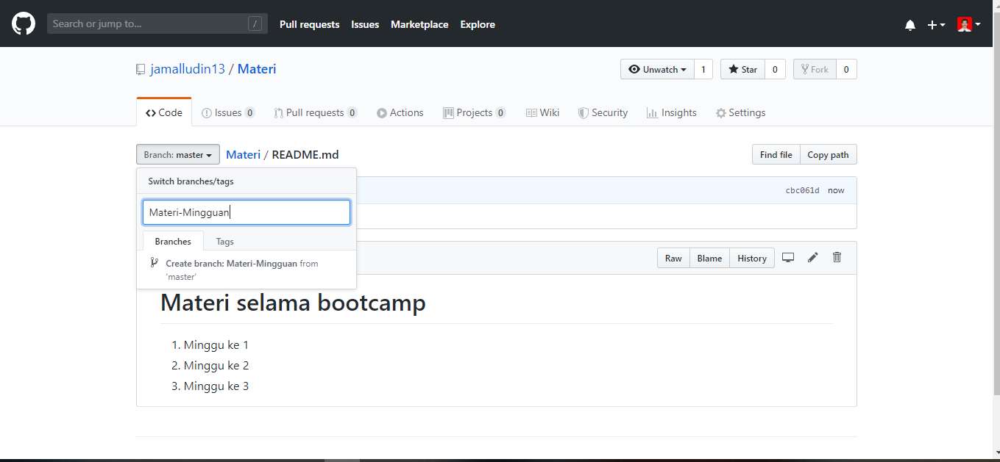 Search or jump to... / Pull requests Issues Marketplace Explore
jamalludin13 / Materi Unwatch 1 Star 0 Fork 0
Code Issues 0 Pull requests 0 Actions Projects 0 Wiki Security Insights Settings
Branch: master Materi / README.md Find file Copy path
Switch branches/tags
cbc061d now
Materi-Mingguan
Branches Tags
Raw Blame History
Create branch: Materi-Mingguan from
'master'
Materi selama bootcamp
1. Minggu ke 1
2. Minggu ke 2
3. Minggu ke 3